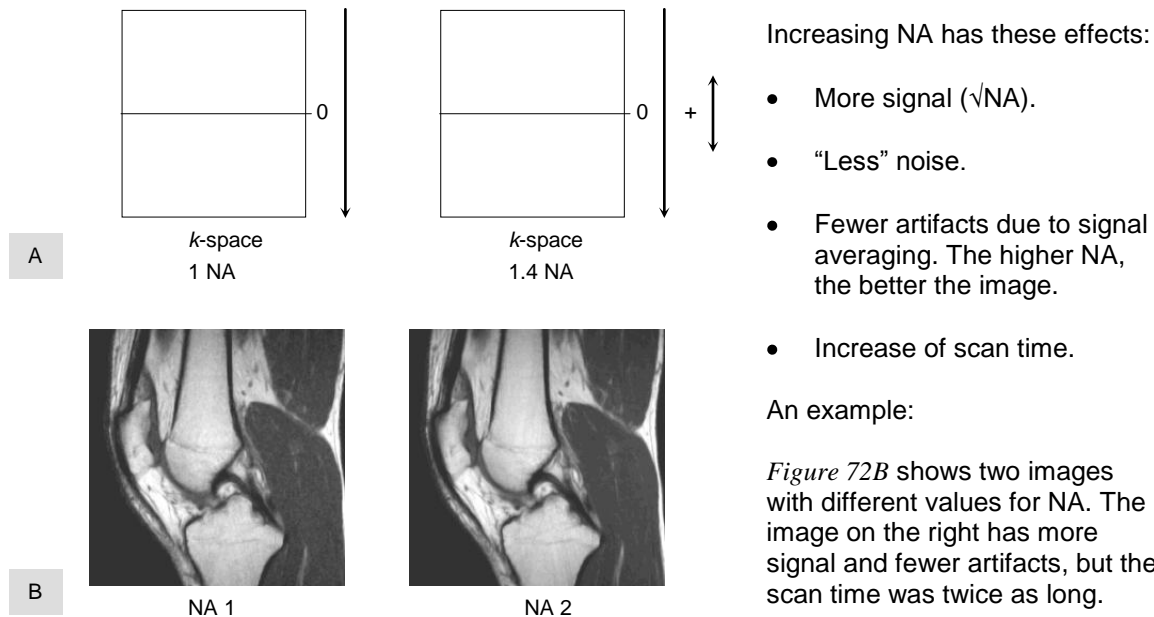 0
0
+
k-space
1 NA
k-space
1.4 NA
A
NA 1
NA 2
B
Increasing NA has these effects:
• More signal (√NA).
• “Less” noise.
• Fewer artifacts due to signal
averaging. The higher NA,
the better the image.
• Increase of scan time.
An example:
Figure 72B shows two images
with different values for NA. The
image on the right has more
signal and fewer artifacts, but the
scan time was twice as long.